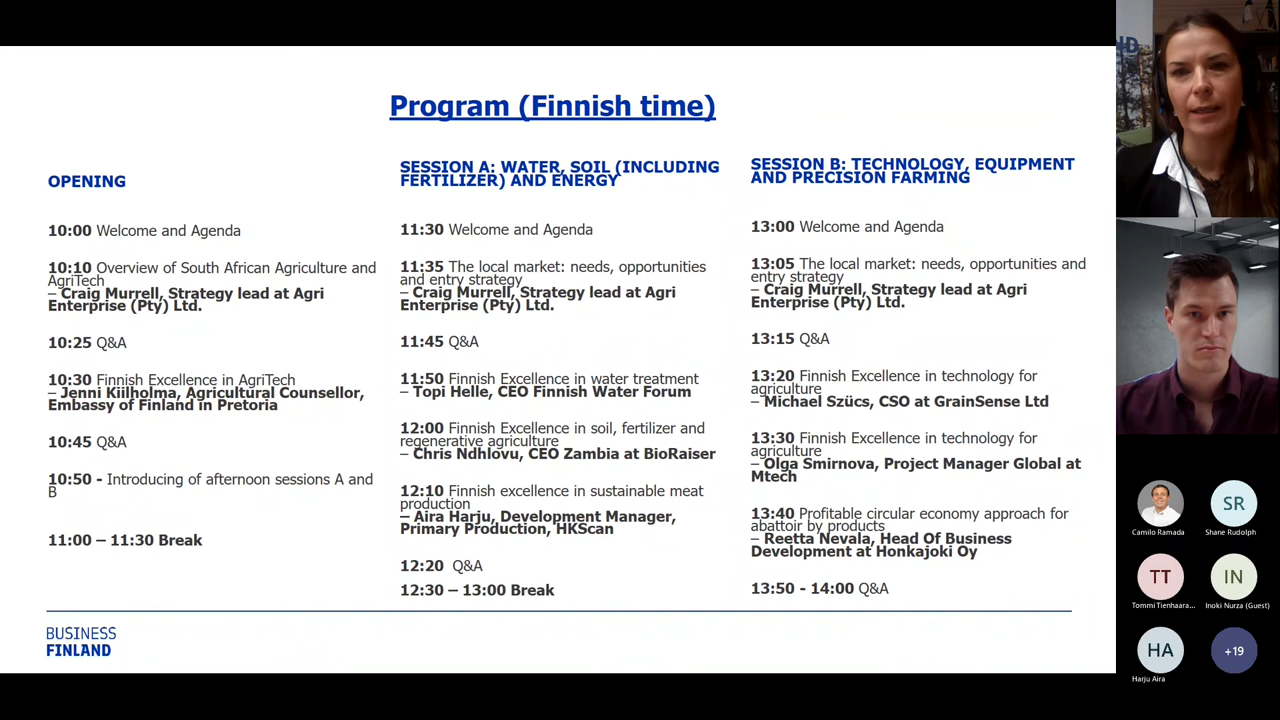 Program (Finnish time)
OPENING
10:00 Welcome and Agenda
10:10 Overview of South African Agriculture and
AgriTech
– Craig Murrell, Strategy lead at Agri
Enterprise (Pty) Ltd.
10:25 Q&A
10:30 Finnish Excellence in AgriTech
– Jenni Kiilholma, Agricultural Counsellor,
Embassy of Finland in Pretoria
10:45 Q&A
10:50 - Introducing of afternoon sessions A and
B
11:00 – 11:30 Break
SESSION A: WATER, SOIL (INCLUDING
FERTILIZER) AND ENERGY
11:30 Welcome and Agenda
11:35 The local market: needs, opportunities
and entry strategy
– Craig Murrell, Strategy lead at Agri
Enterprise (Pty) Ltd.
11:45 Q&A
11:50 Finnish Excellence in water treatment
– Topi Helle, CEO Finnish Water Forum
12:00 Finnish Excellence in soil, fertilizer and
regenerative agriculture
– Chris Ndhlovu, CEO Zambia at BioRaiser
12:10 Finnish excellence in sustainable meat
production
– Aira Harju, Development Manager,
Primary Production, HKScan
12:20 Q&A
12:30 – 13:00 Break
SESSION B: TECHNOLOGY, EQUIPMENT
AND PRECISION FARMING
13:00 Welcome and Agenda
13:05 The local market: needs, opportunities and
entry strategy
– Craig Murrell, Strategy lead at Agri
Enterprise (Pty) Ltd.
13:15 Q&A
13:20 Finnish Excellence in technology for
agriculture
– Michael Szücs, CSO at GrainSense Ltd
13:30 Finnish Excellence in technology for
agriculture
– Olga Smirnova, Project Manager Global at
Mtech
13:40 Profitable circular economy approach for
abattoir by products
– Reetta Nevala, Head Of Business
Development at Honkajoki Oy
13:50 - 14:00 Q&A
BUSINESS
FINLAND
ND
Camilo Ramada
SR
Shane Rudolph
TT
Tommi Tienhaara...
IN
Inoki Nurza (Guest)
HA
Harju Aira
+19